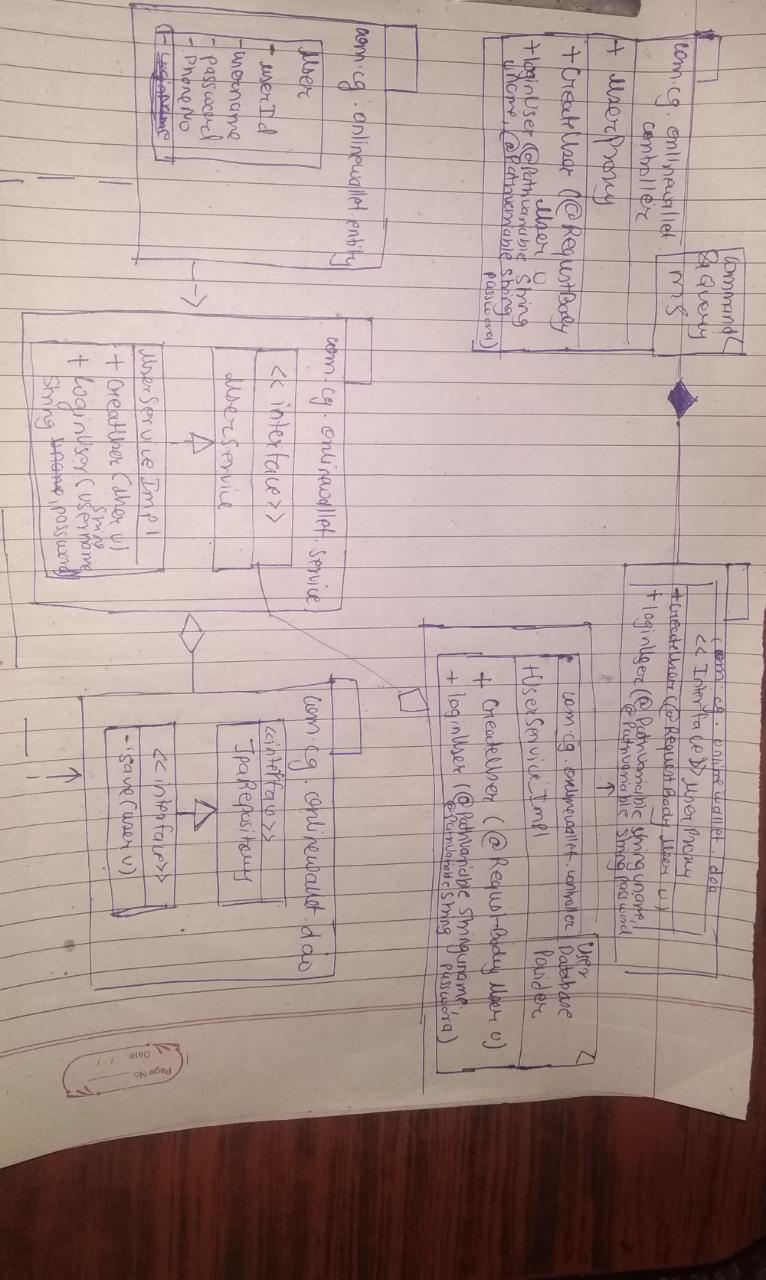 Command
&Query
ms
com.cg.onlinewallet.
controller
+ UserProxy
+ CreateUser (@RequestBody
User u)
+ loginUser (@Pathvariable String
uname, @Pathvariable String
password)
com.cg.onlinewallet.dao
<<Interface>> UserProxy
+CreateUser (@RequestBody User u)
+ loginUser (@Pathvariable String uname,
@Pathvariable String password
User
Database
Provider
com.cg.onlinewallet.controller
+UserServiceImpl
+ CreateUser (@Request Body User u)
+ loginUser (@Pathvariable String uname,
@Pathvariable String password)
com.cg.onlinewallet.entity
User
- userId
- username
- password
- PhoneNo
com.cg.onlinewallet.service
<<interface>>
UserService
UserServiceImpl
+ CreateUser (User u)
+ LoginUser (username
String
String password)
com.cg.onlinewallet.dao
<<interface>>
JpaRepository
<<interface>>
- save(user u)
Page No.
Date: / /